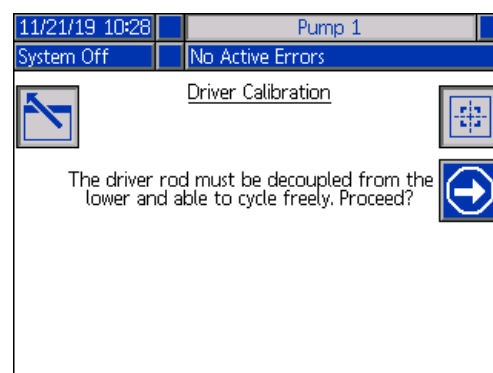 11/21/19 10:28 Pump 1
System Off No Active Errors
Driver Calibration
The driver rod must be decoupled from the
lower and able to cycle freely. Proceed?